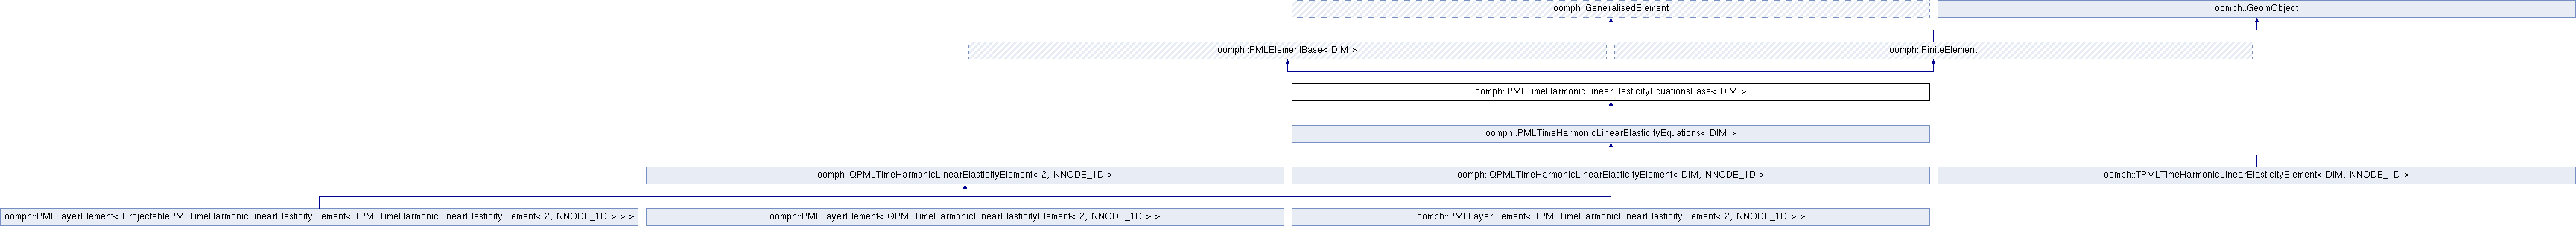 oomph::GeneralisedElement
oomph::GeomObject
oomph::PMLElementBase< DIM >
oomph::FiniteElement
oomph::PMLTimeHarmonicLinearElasticityEquationsBase< DIM >
oomph::PMLTimeHarmonicLinearElasticityEquations< DIM >
oomph::QPMLTimeHarmonicLinearElasticityElement< 2, NNODE_1D >
oomph::QPMLTimeHarmonicLinearElasticityElement< DIM, NNODE_1D >
oomph::TPMLTimeHarmonicLinearElasticityElement< DIM, NNODE_1D >
oomph::PMLLayerElement< ProjectablePMLTimeHarmonicLinearElasticityElement< TPMLTimeHarmonicLinearElasticityElement< 2, NNODE_1D > > >
oomph::PMLLayerElement< QPMLTimeHarmonicLinearElasticityElement< 2, NNODE_1D > >
oomph::PMLLayerElement< TPMLTimeHarmonicLinearElasticityElement< 2, NNODE_1D > >